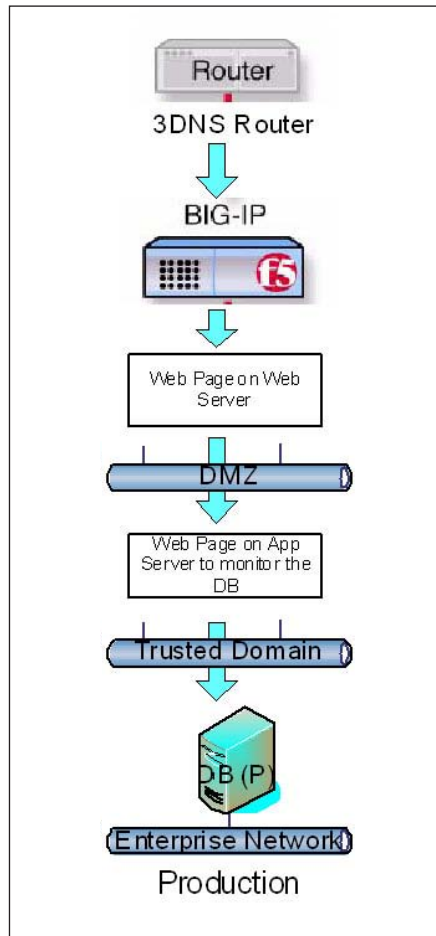 Router
3DNS Router
BIG-IP
f5
Web Page on Web
Server
DMZ
Web Page on App
Server to monitor the
DB
Trusted Domain
DB (P)
Enterprise Network
Production